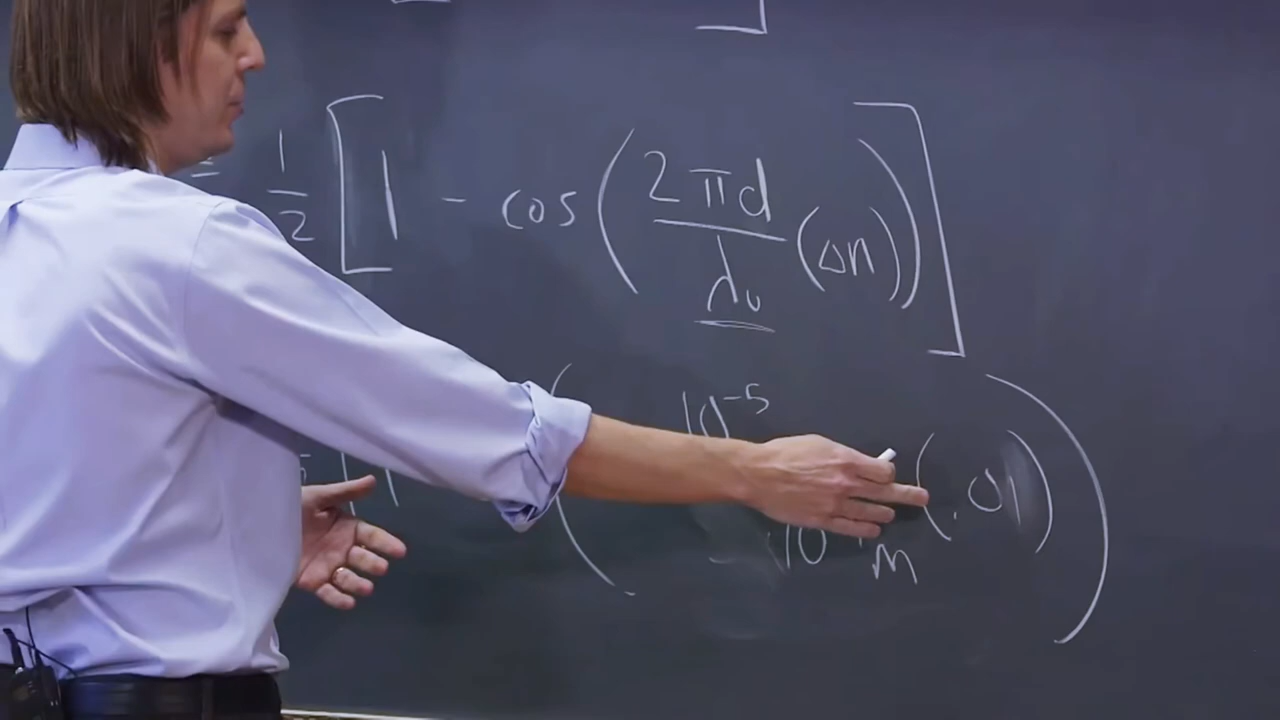 = 1/2 [ 1 - cos ( 2πd/λ₀ (Δn) ) ]
( 10⁻⁵ / 10 m (.01) )